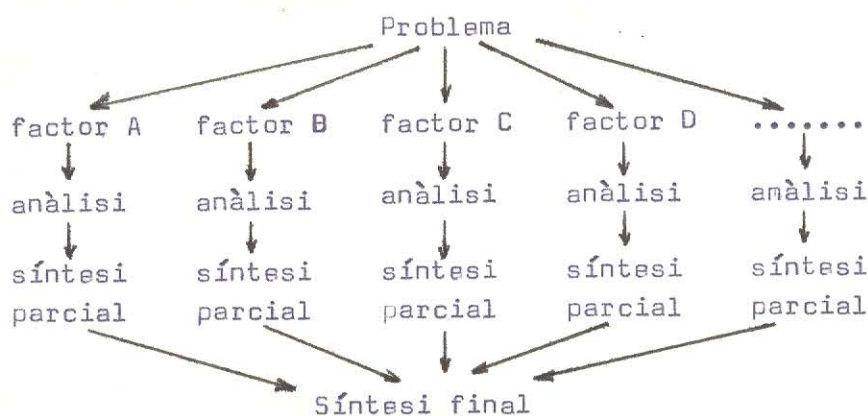 Problema
factor A factor B factor C factor D .......
anàlisi anàlisi anàlisi anàlisi amàlisi
síntesi síntesi síntesi síntesi síntesi
parcial parcial parcial parcial parcial
Síntesi final